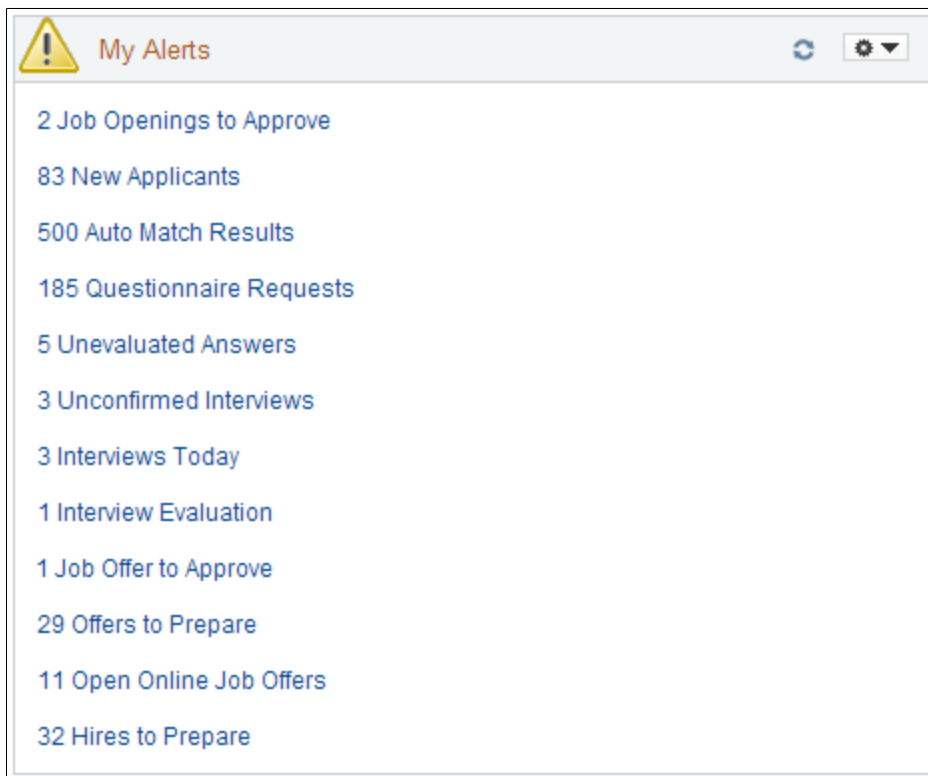 My Alerts
2 Job Openings to Approve
83 New Applicants
500 Auto Match Results
185 Questionnaire Requests
5 Unevaluated Answers
3 Unconfirmed Interviews
3 Interviews Today
1 Interview Evaluation
1 Job Offer to Approve
29 Offers to Prepare
11 Open Online Job Offers
32 Hires to Prepare